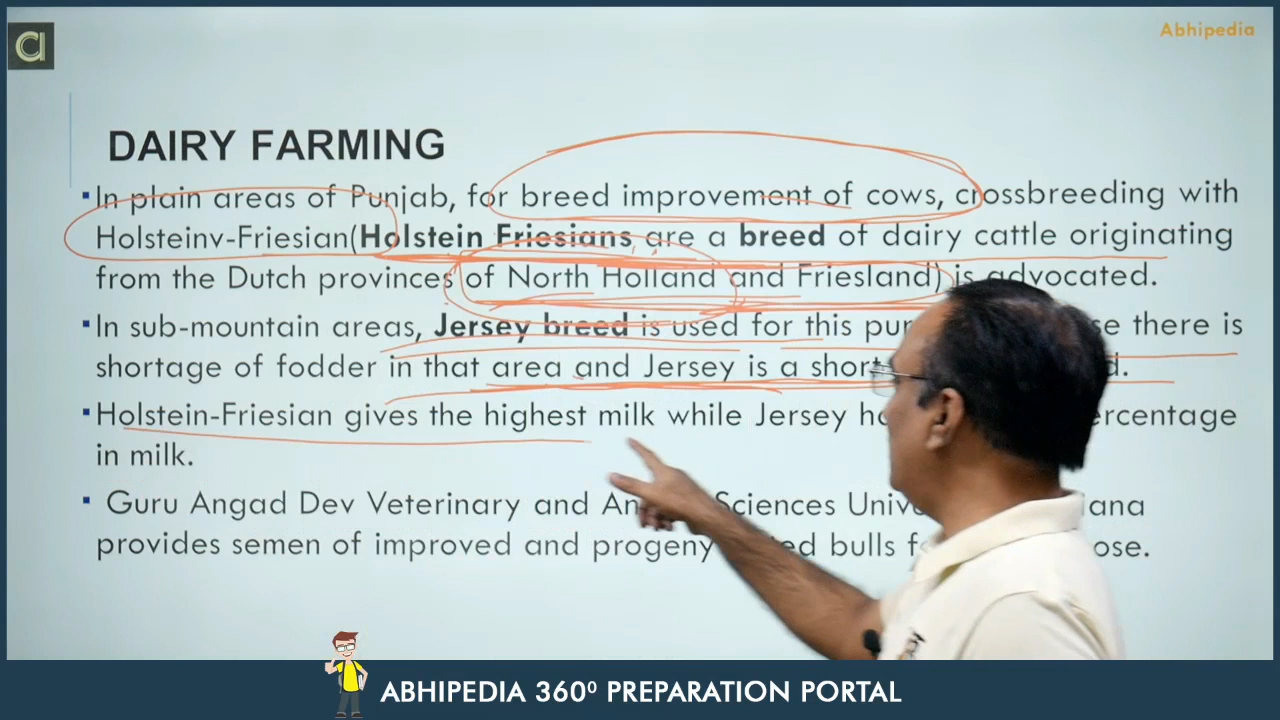 Abhipedia
DAIRY FARMING
In plain areas of Punjab, for breed improvement of cows, crossbreeding with
Holsteinv-Friesian(Holstein Friesians are a breed of dairy cattle originating
from the Dutch provinces of North Holland and Friesland) is advocated.
In sub-mountain areas, Jersey breed is used for this there is
shortage of fodder in that area and Jersey is a
Holstein-Friesian gives the highest milk while Jersey
in milk.
Guru Angad Dev Veterinary and Sciences
provides semen of improved and progeny bulls
ABHIPEDIA 360⁰ PREPARATION PORTAL